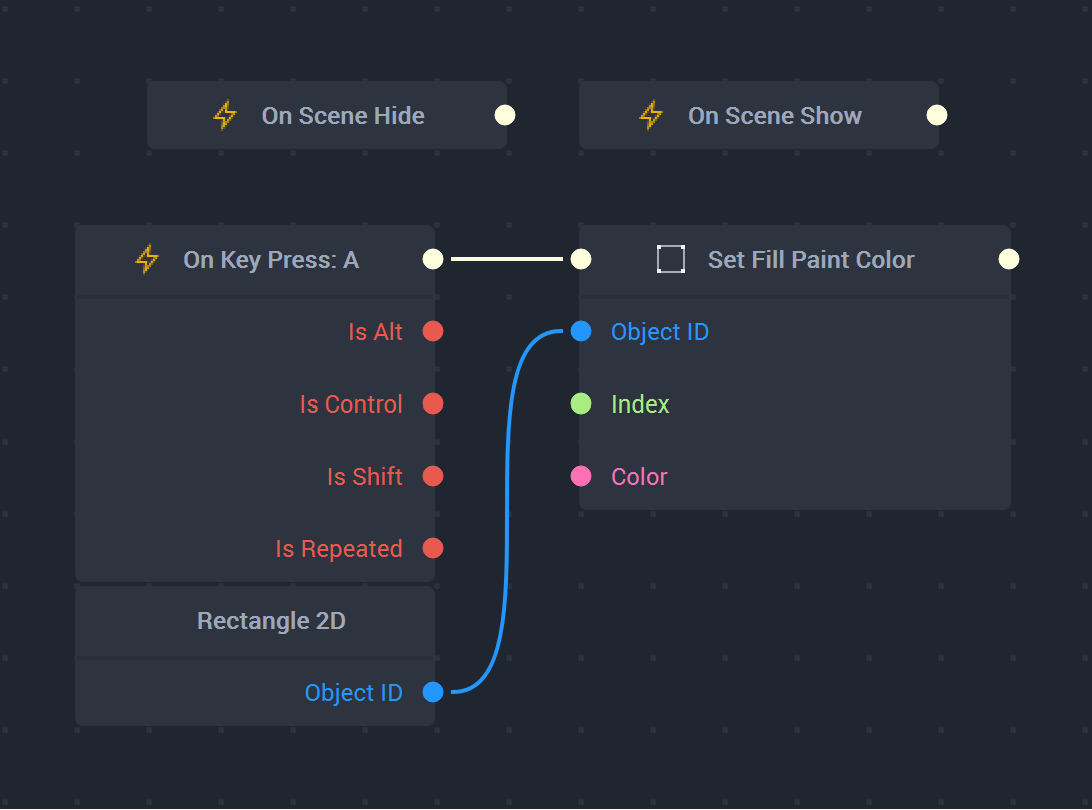 On Scene Hide
On Scene Show
On Key Press: A
Is Alt
Is Control
Is Shift
Is Repeated
Rectangle 2D
Object ID
Set Fill Paint Color
Object ID
Index
Color